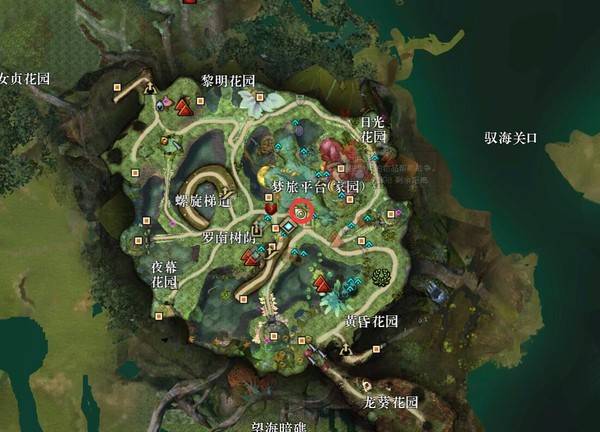 女贞花园
黎明花园
日光
花园
驭海关口
梦旅平台(家园)
螺旋梯道
罗南树荫
夜幕
花园
黄昏花园
龙葵花园
望海暗礁